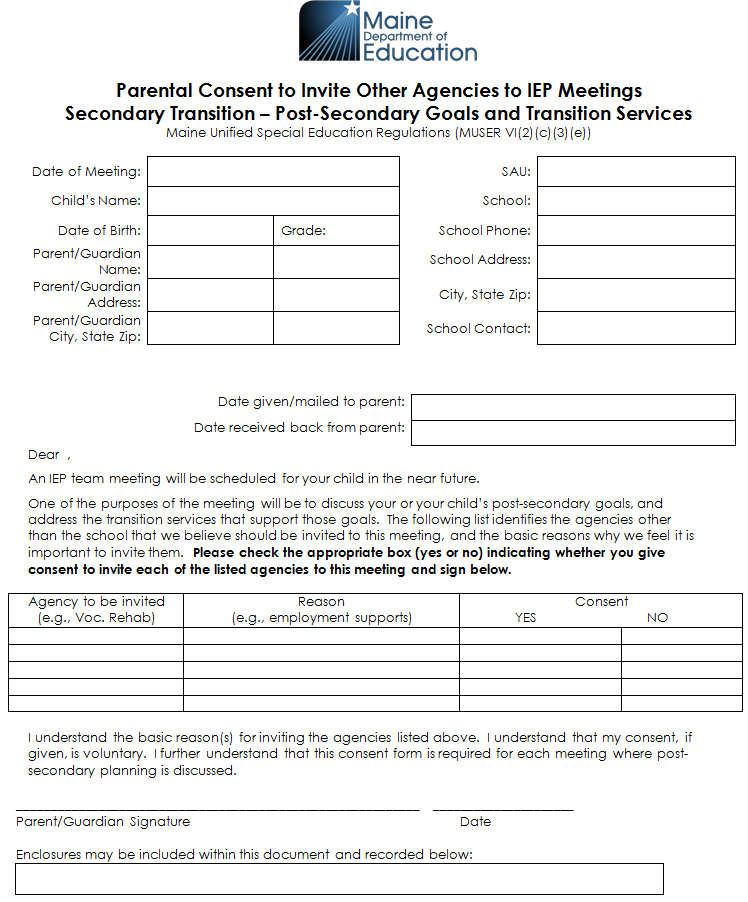 Maine
Department of
Education
Parental Consent to Invite Other Agencies to IEP Meetings
Secondary Transition – Post-Secondary Goals and Transition Services
Maine Unified Special Education Regulations (MUSER VI(2)(c)(3)(e))
Date of Meeting:
Child's Name:
Date of Birth:
Grade:
Parent/Guardian
Name:
Parent/Guardian
Address:
Parent/Guardian
City, State Zip:
SAU:
School:
School Phone:
School Address:
City, State Zip:
School Contact:
Date given/mailed to parent:
Date received back from parent:
Dear ,
An IEP team meeting will be scheduled for your child in the near future.
One of the purposes of the meeting will be to discuss your or your child's post-secondary goals, and
address the transition services that support those goals. The following list identifies the agencies other
than the school that we believe should be invited to this meeting, and the basic reasons why we feel it is
important to invite them. Please check the appropriate box (yes or no) indicating whether you give
consent to invite each of the listed agencies to this meeting and sign below.
Agency to be invited
(e.g., Voc. Rehab)
Reason
(e.g., employment supports)
Consent
YES NO
I understand the basic reason(s) for inviting the agencies listed above. I understand that my consent, if
given, is voluntary. I further understand that this consent form is required for each meeting where post-
secondary planning is discussed.
Parent/Guardian Signature Date
Enclosures may be included within this document and recorded below: